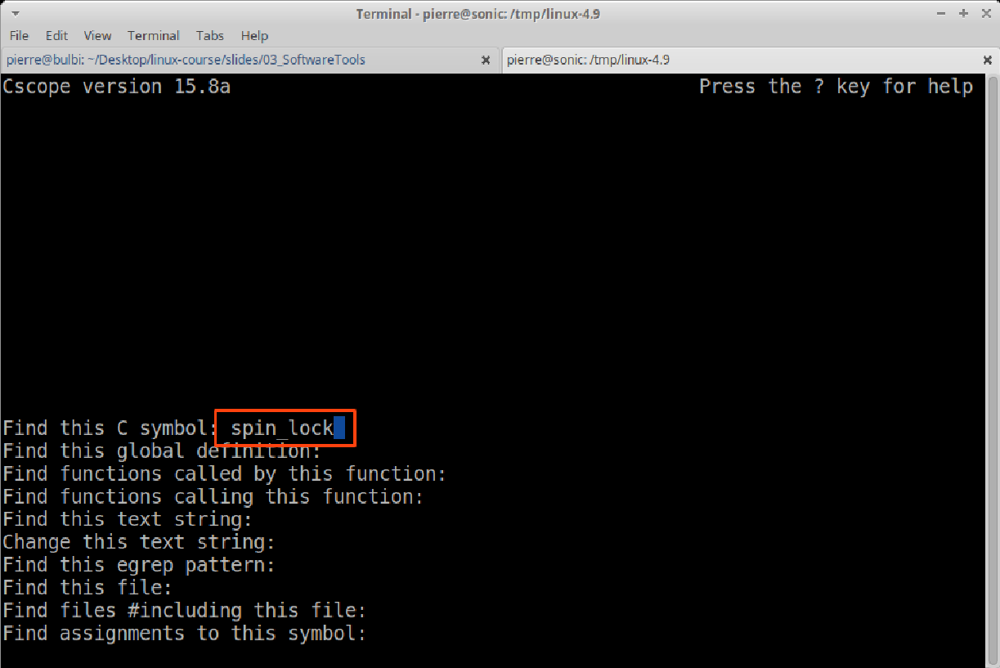 Terminal - pierre@sonic: /tmp/linux-4.9
File Edit View Terminal Tabs Help
pierre@bulbi: ~/Desktop/linux-course/slides/03_SoftwareTools
pierre@sonic: /tmp/linux-4.9
Cscope version 15.8a Press the ? key for help
Find this C symbol: spin_lock
Find this global definition:
Find functions called by this function:
Find functions calling this function:
Find this text string:
Change this text string:
Find this egrep pattern:
Find this file:
Find files #including this file:
Find assignments to this symbol: